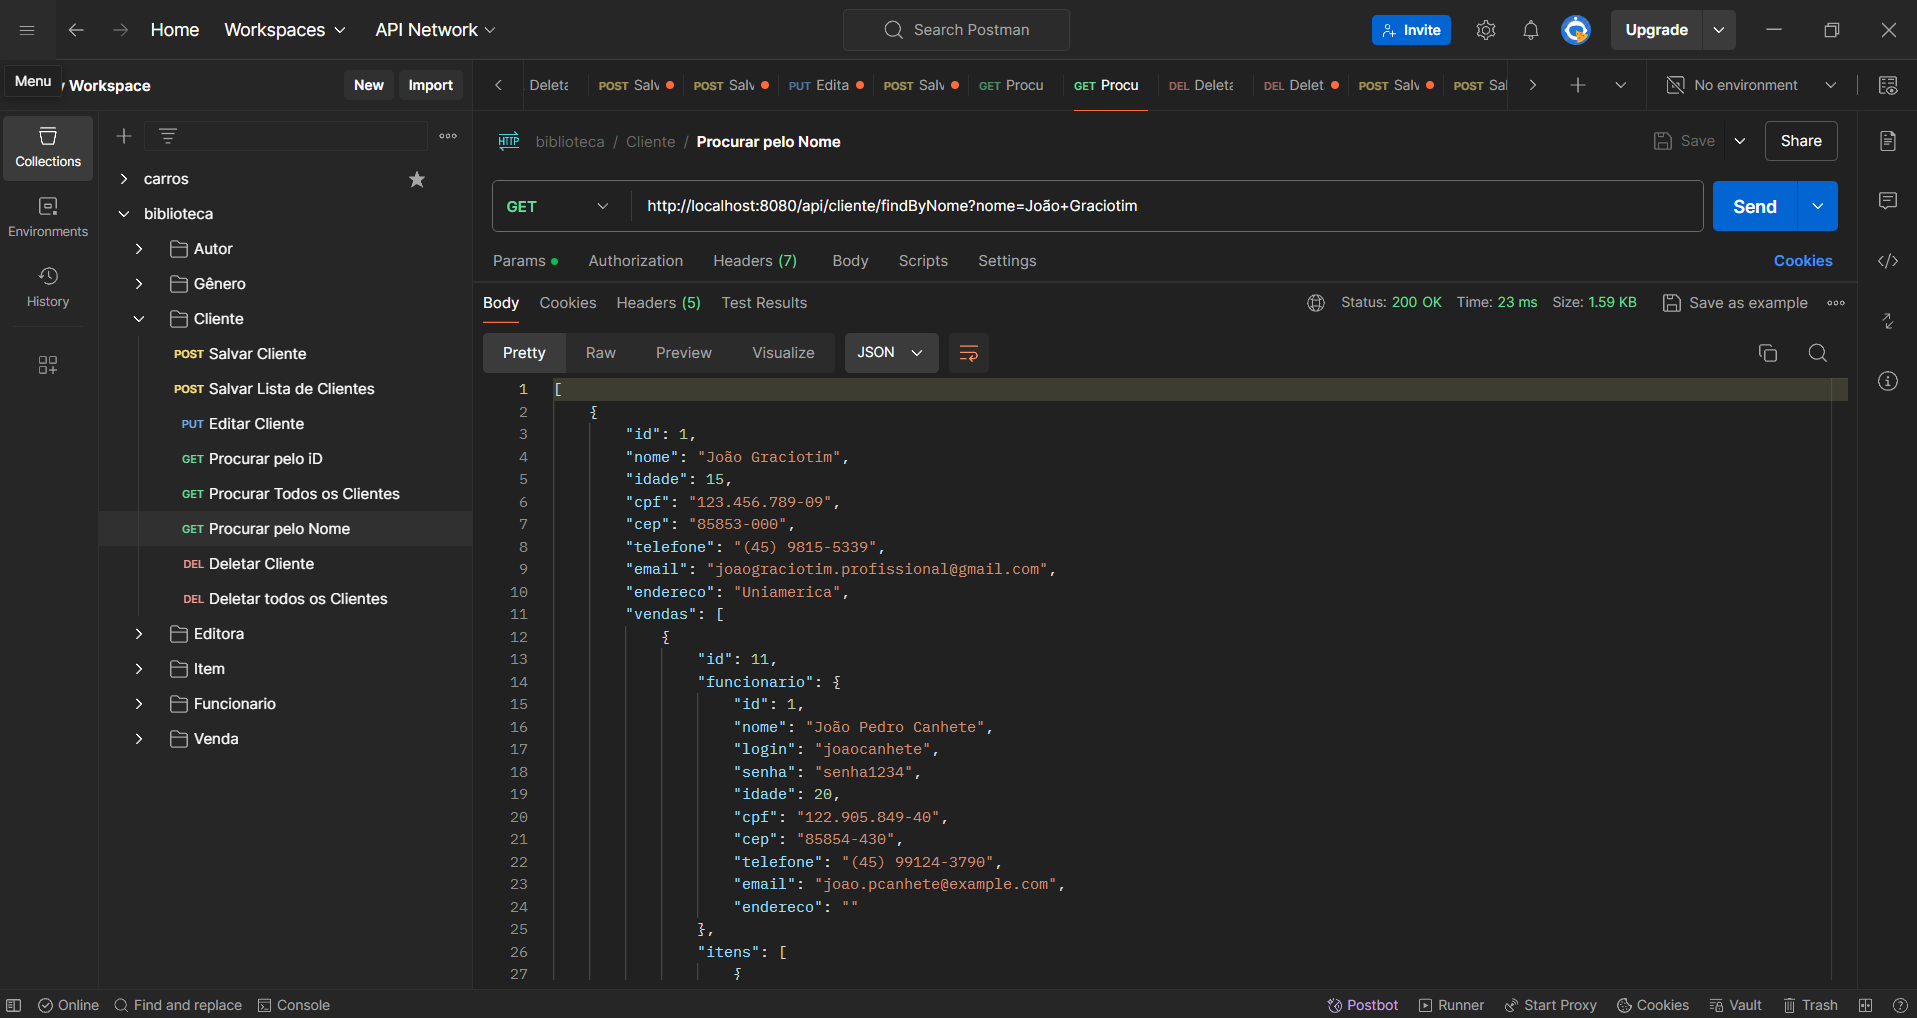 Home Workspaces API Network Search Postman Invite Upgrade
Menu y Workspace New Import
Deleta POST Salv POST Salv PUT Edita POST Salv GET Procu GET Procu DEL Deleta DEL Delet POST Salv POST Sal No environment
Collections
Environments
History
carros
biblioteca
Autor
Gênero
Cliente
POST Salvar Cliente
POST Salvar Lista de Clientes
PUT Editar Cliente
GET Procurar pelo iD
GET Procurar Todos os Clientes
GET Procurar pelo Nome
DEL Deletar Cliente
DEL Deletar todos os Clientes
Editora
Item
Funcionario
Venda
HTTP biblioteca / Cliente / Procurar pelo Nome Save Share
GET http://localhost:8080/api/cliente/findByNome?nome=João+Graciotim Send
Params Authorization Headers (7) Body Scripts Settings Cookies
Body Cookies Headers (5) Test Results Status: 200 OK Time: 23 ms Size: 1.59 KB Save as example
Pretty Raw Preview Visualize JSON
1 [
2 {
3 "id": 1,
4 "nome": "João Graciotim",
5 "idade": 15,
6 "cpf": "123.456.789-09",
7 "cep": "85853-000",
8 "telefone": "(45) 9815-5339",
9 "email": "joaograciotim.profissional@gmail.com",
10 "endereco": "Uniamerica",
11 "vendas": [
12 {
13 "id": 11,
14 "funcionario": {
15 "id": 1,
16 "nome": "João Pedro Canhete",
17 "login": "joaocanhete",
18 "senha": "senha1234",
19 "idade": 20,
20 "cpf": "122.905.849-40",
21 "cep": "85854-430",
22 "telefone": "(45) 99124-3790",
23 "email": "joao.pcanhete@example.com",
24 "endereco": ""
25 },
26 "itens": [
27 {
Online Find and replace Console Postbot Runner Start Proxy Cookies Vault Trash